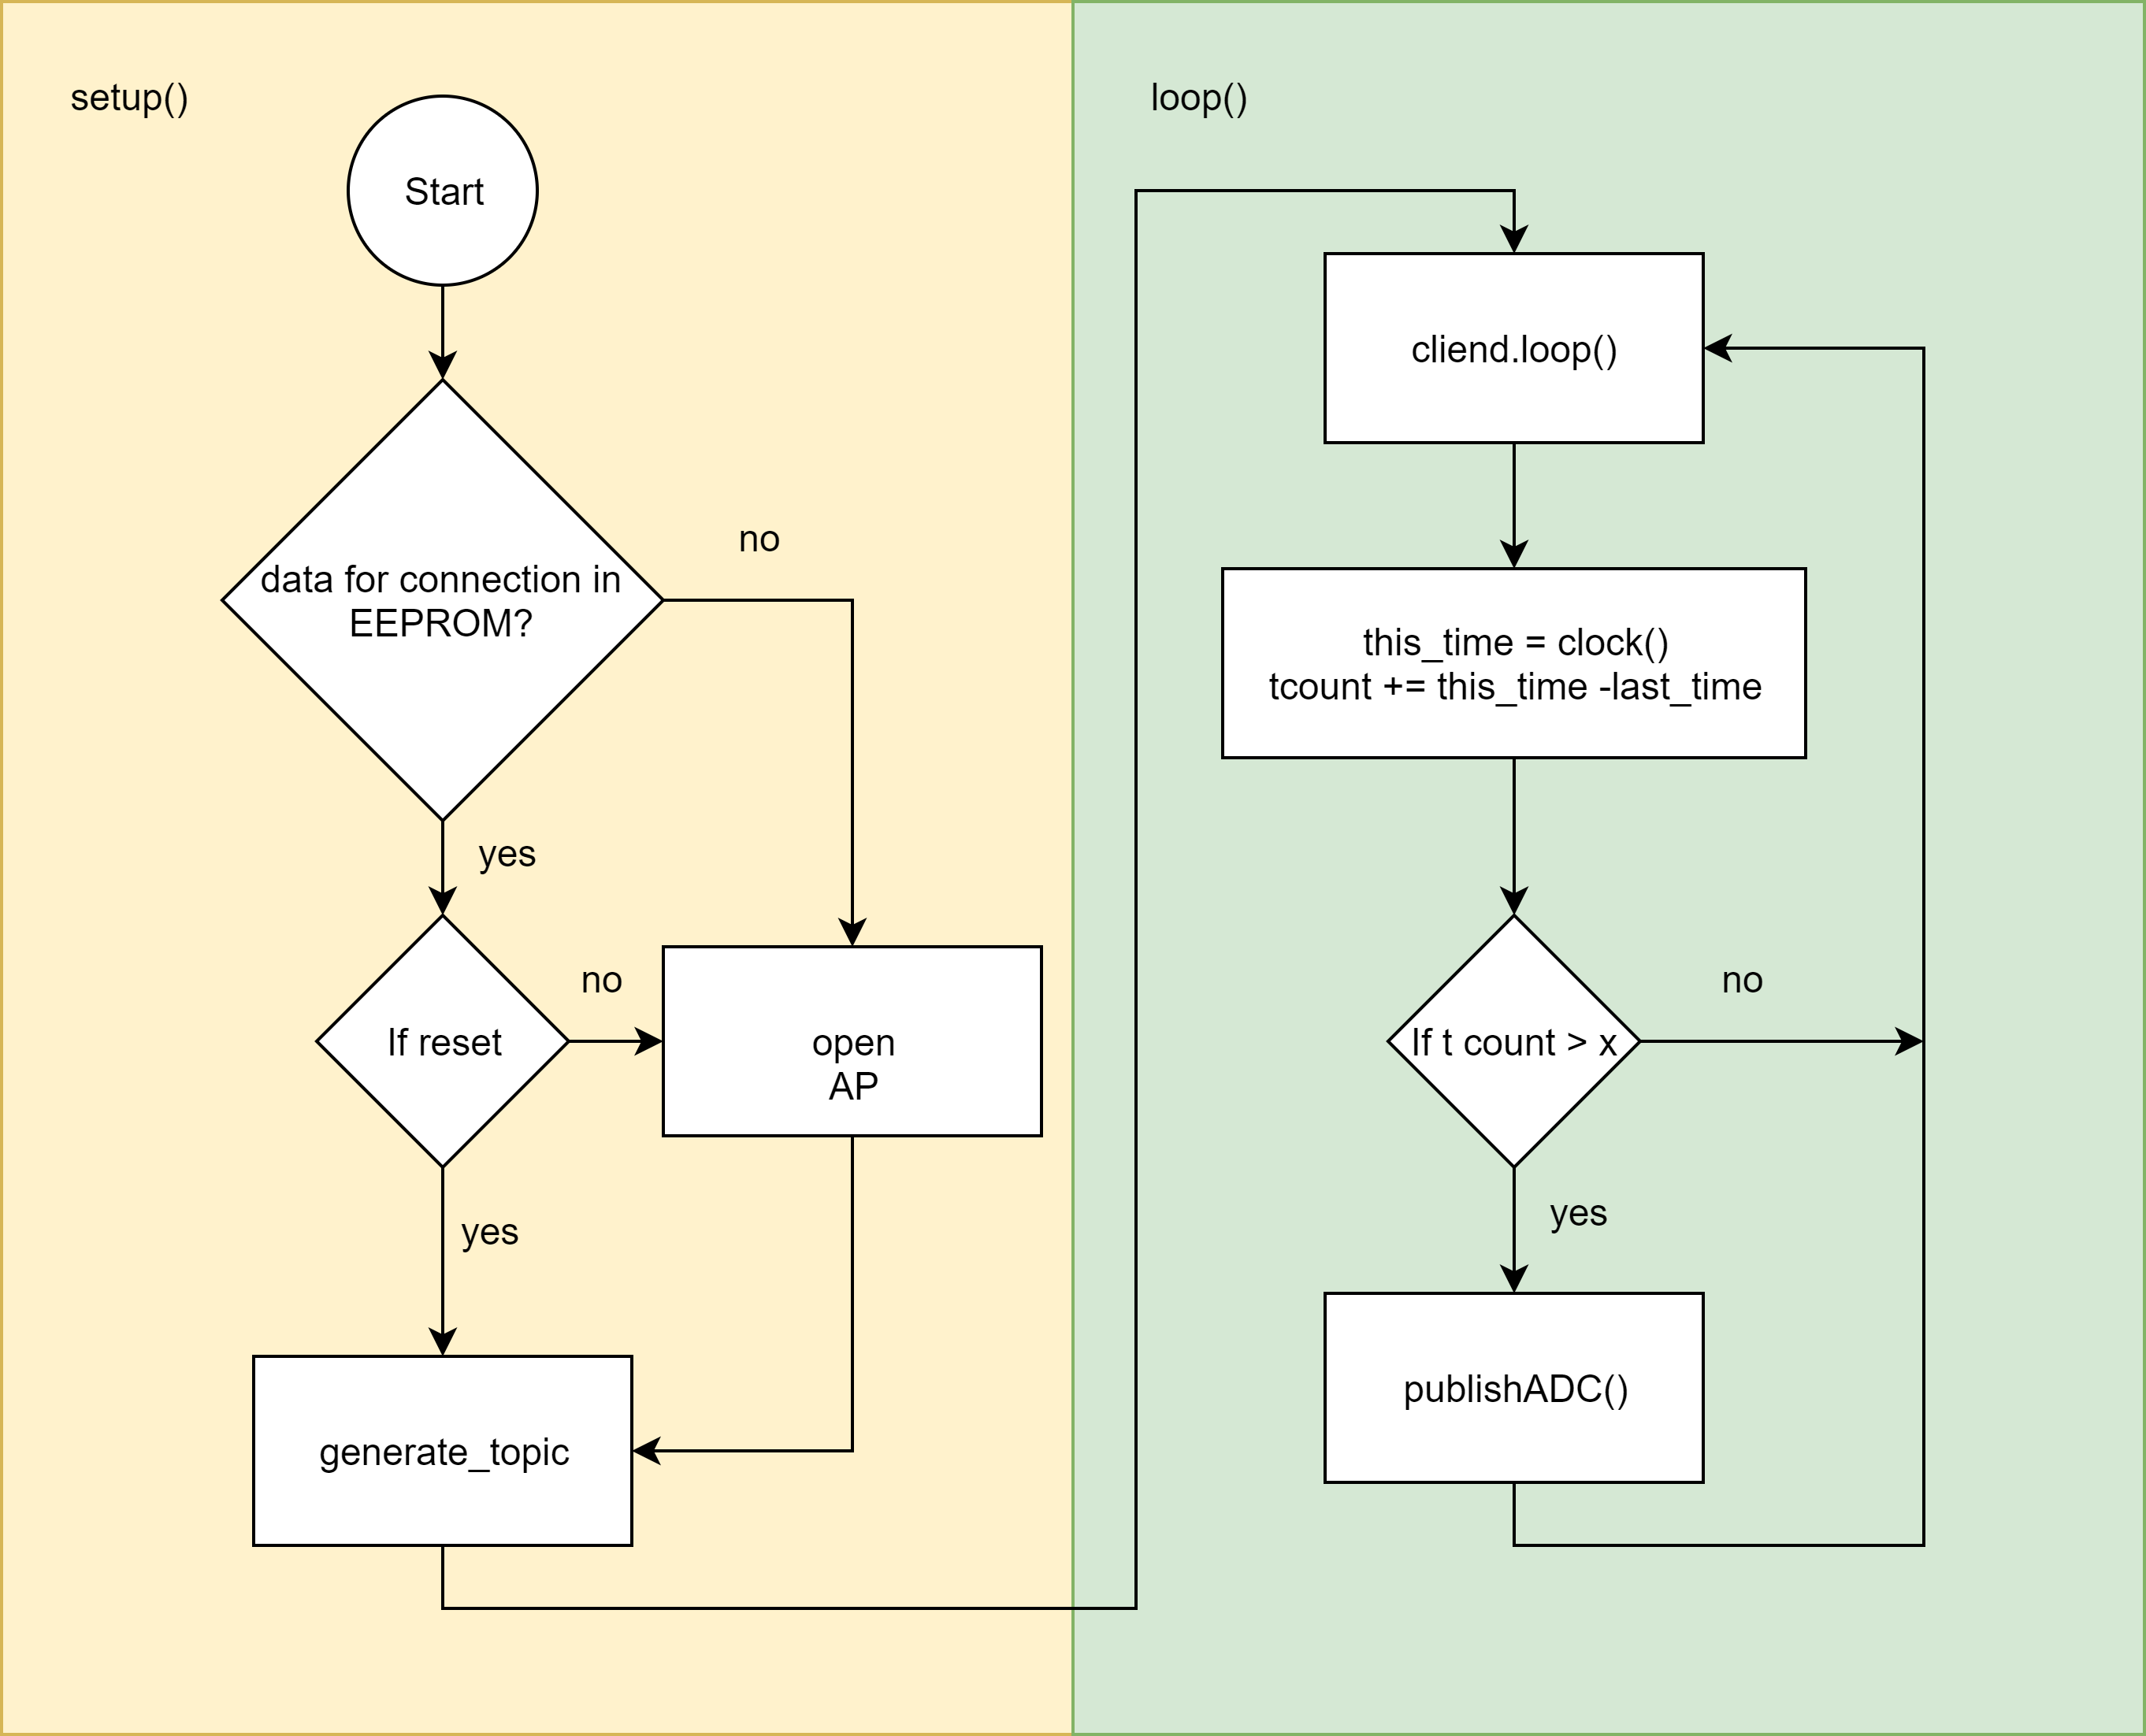 setup()
Start
data for connection in
EEPROM?
no
yes
If reset
no
open
AP
yes
generate_topic
loop()
cliend.loop()
this_time = clock()
tcount += this_time -last_time
If t count > x
no
yes
publishADC()